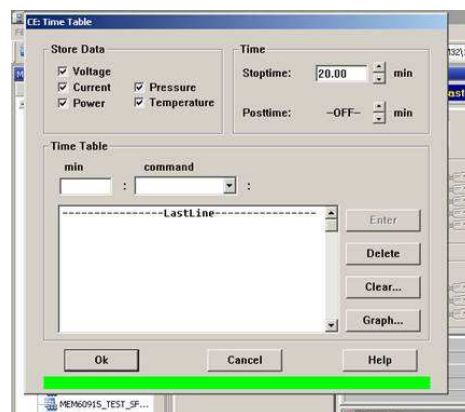 CE: Time Table
Store Data
Voltage
Current
Power
Pressure
Temperature
Time
Stoptime: 20.00 min
Posttime: -OFF- min
Time Table
min command
: :
----------------LastLine----------------
Enter
Delete
Clear...
Graph...
Ok Cancel Help
MEM6091S_TEST_SP...